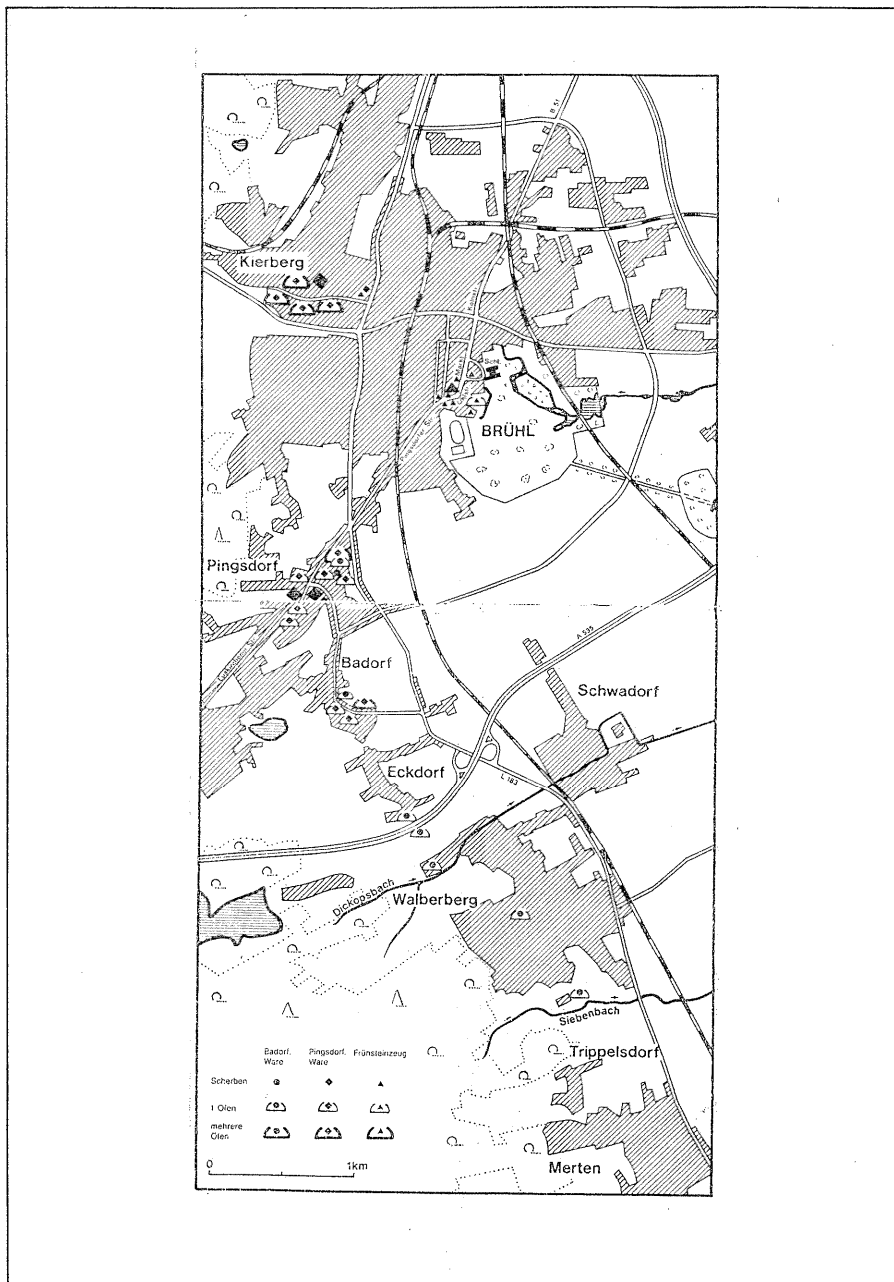 B 51
Kierberg
BRÜHL
Pingsdorf
A 535
Badorf
Schwadorf
Eckdorf
L 183
Dickopsbach
Walberberg
Siebenbach
Trippelsdorf
Badorf. Ware
Pingsdorf. Ware
Frühsteinzeug
Scherben
1 Ofen
mehrere Öfen
0 1km
Merten